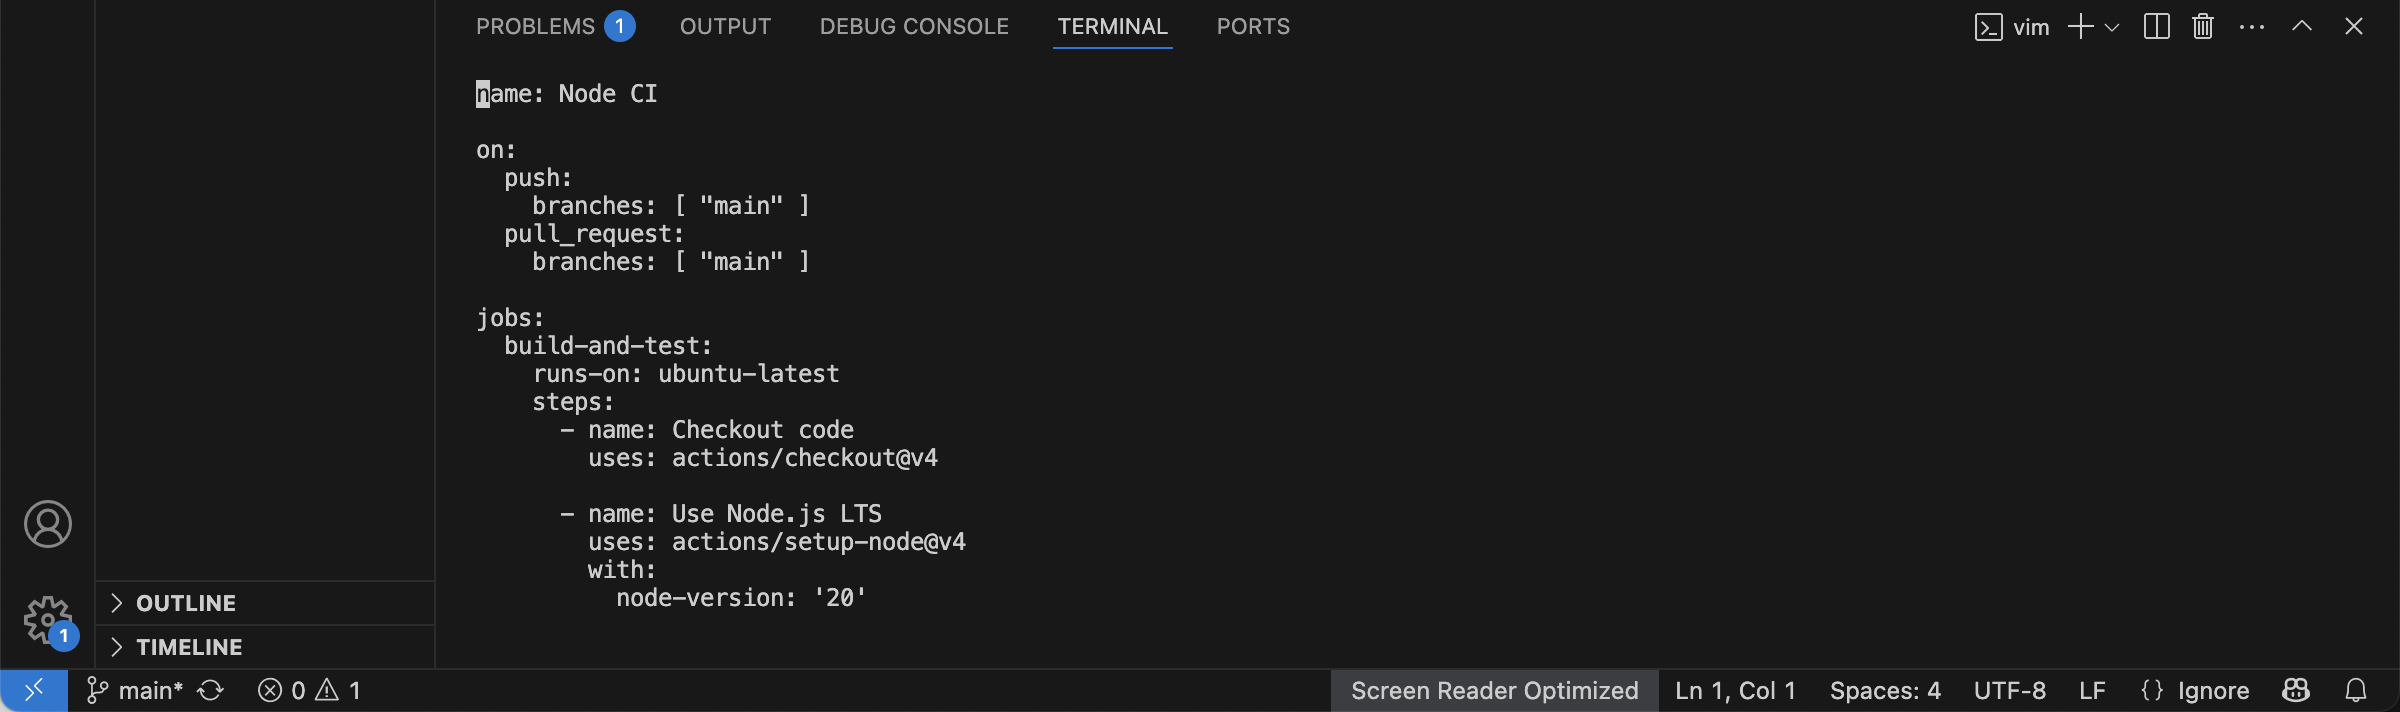 PROBLEMS 1 OUTPUT DEBUG CONSOLE TERMINAL PORTS vim
name: Node CI
on:
  push:
    branches: [ "main" ]
  pull_request:
    branches: [ "main" ]
jobs:
  build-and-test:
    runs-on: ubuntu-latest
    steps:
      - name: Checkout code
        uses: actions/checkout@v4
      - name: Use Node.js LTS
        uses: actions/setup-node@v4
        with:
          node-version: '20'
OUTLINE
1
TIMELINE
main* 0 1 Screen Reader Optimized Ln 1, Col 1 Spaces: 4 UTF-8 LF {} Ignore